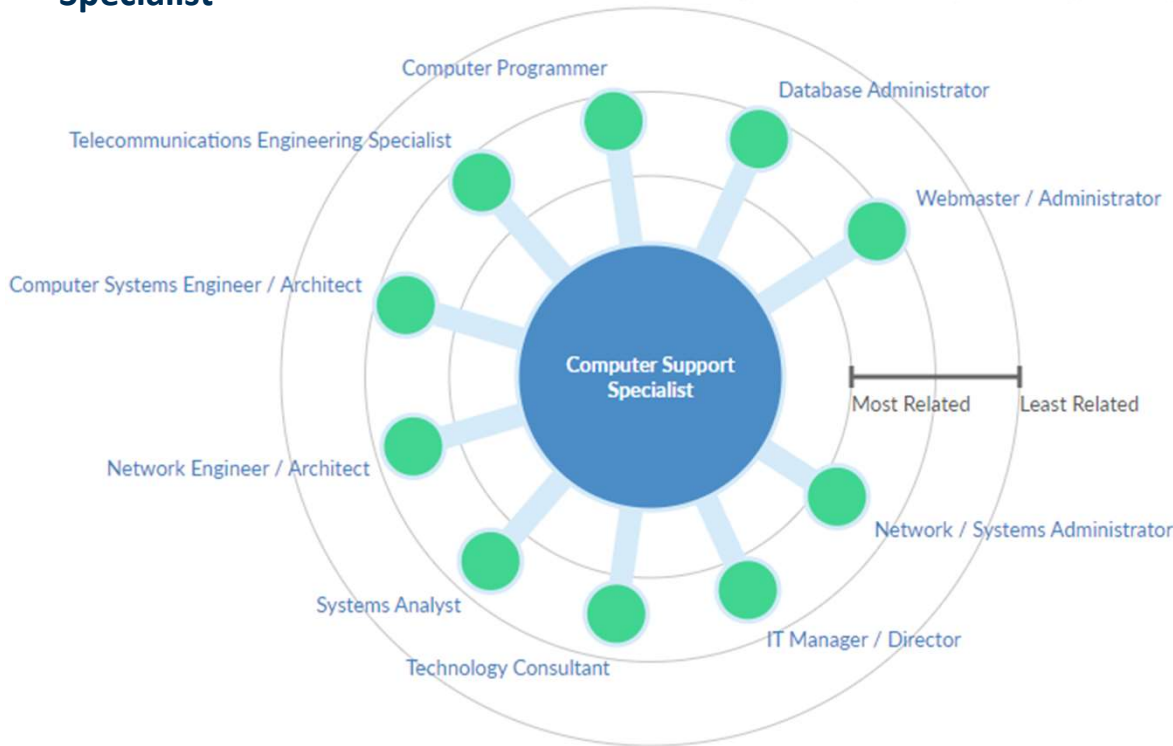 Specialist
Computer Programmer
Database Administrator
Telecommunications Engineering Specialist
Webmaster / Administrator
Computer Systems Engineer / Architect
Computer Support
Specialist
Most Related
Least Related
Network Engineer / Architect
Network / Systems Administrator
Systems Analyst
IT Manager / Director
Technology Consultant